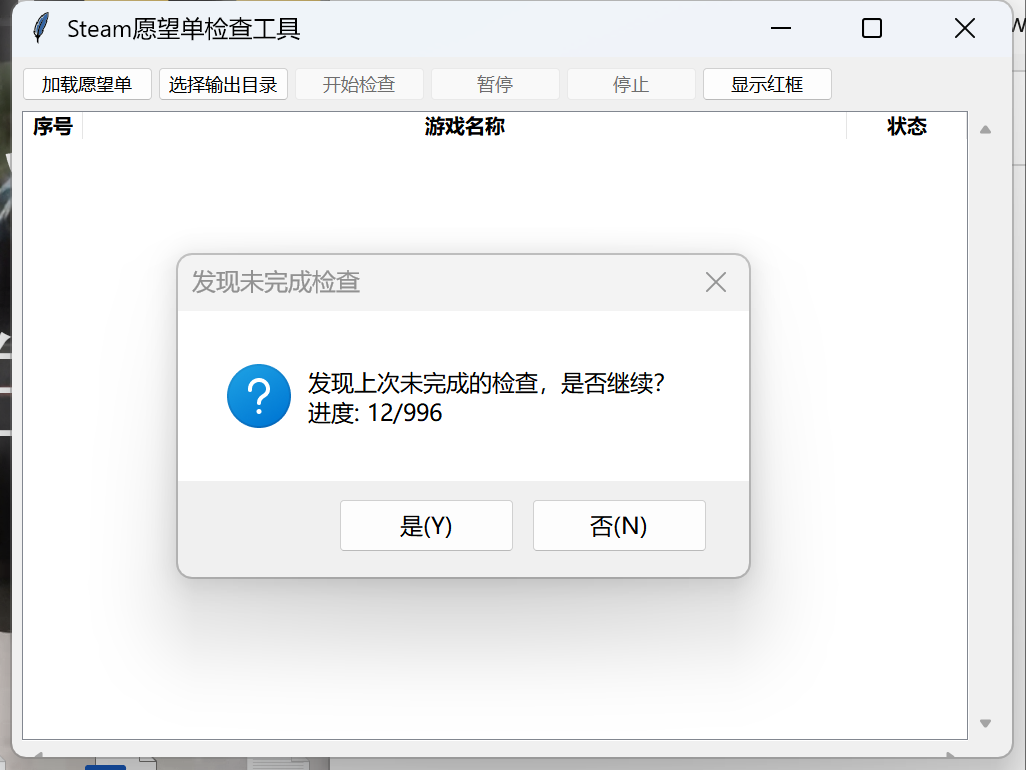 Steam愿望单检查工具
加载愿望单 选择输出目录 开始检查 暂停 停止 显示红框
序号 游戏名称 状态
发现未完成检查
发现上次未完成的检查，是否继续？
进度: 12/996
是(Y) 否(N)